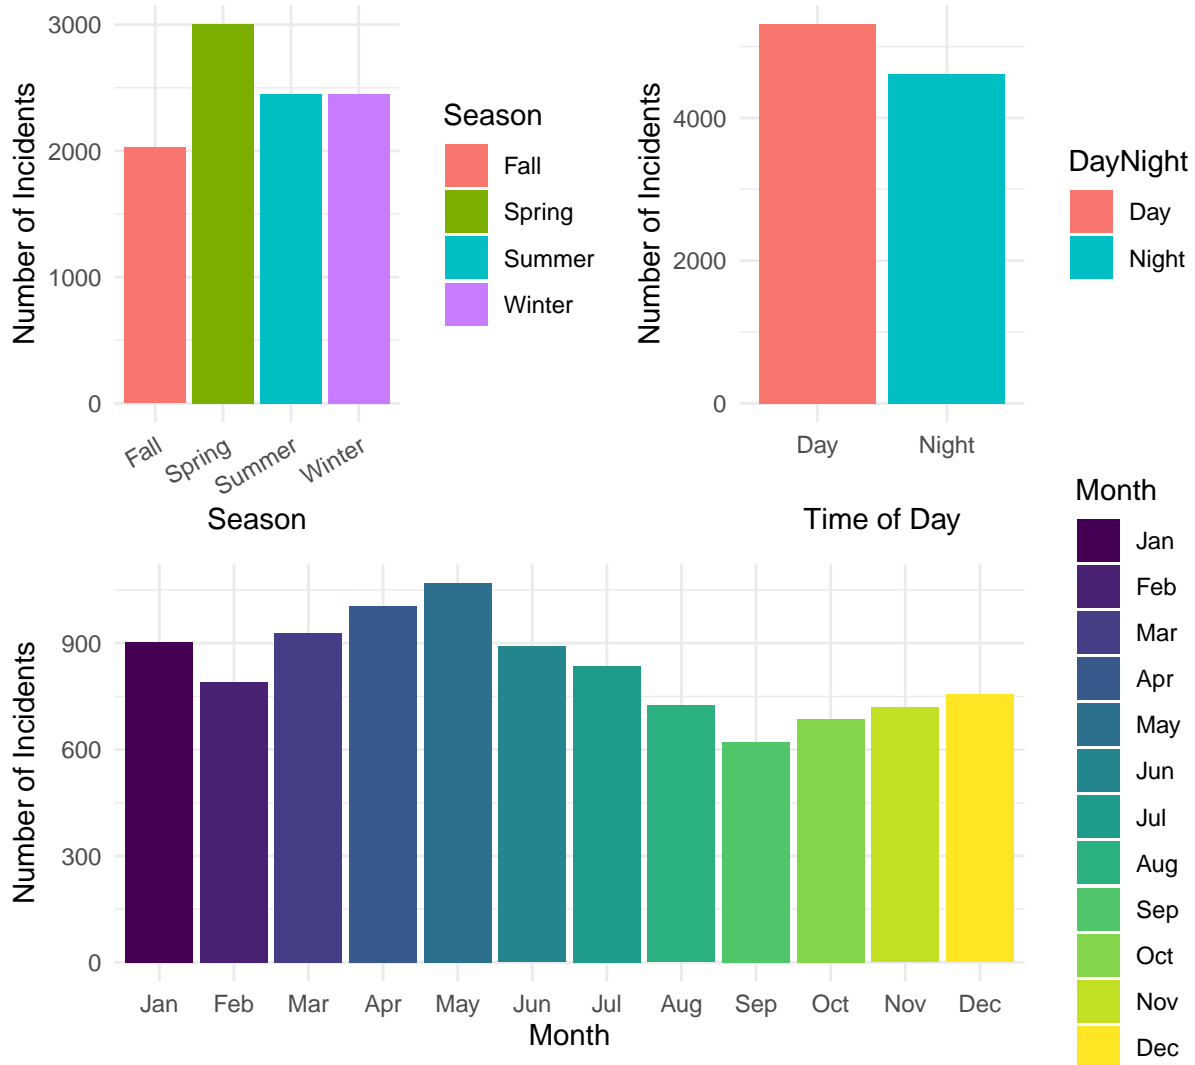 Number of Incidents
3000
2000
1000
0
Fall
Spring
Summer
Winter
Season
Season
Fall
Spring
Summer
Winter
Number of Incidents
4000
2000
0
Day
Night
Time of Day
DayNight
Day
Night
Number of Incidents
900
600
300
0
Jan
Feb
Mar
Apr
May
Jun
Jul
Aug
Sep
Oct
Nov
Dec
Month
Month
Jan
Feb
Mar
Apr
May
Jun
Jul
Aug
Sep
Oct
Nov
Dec